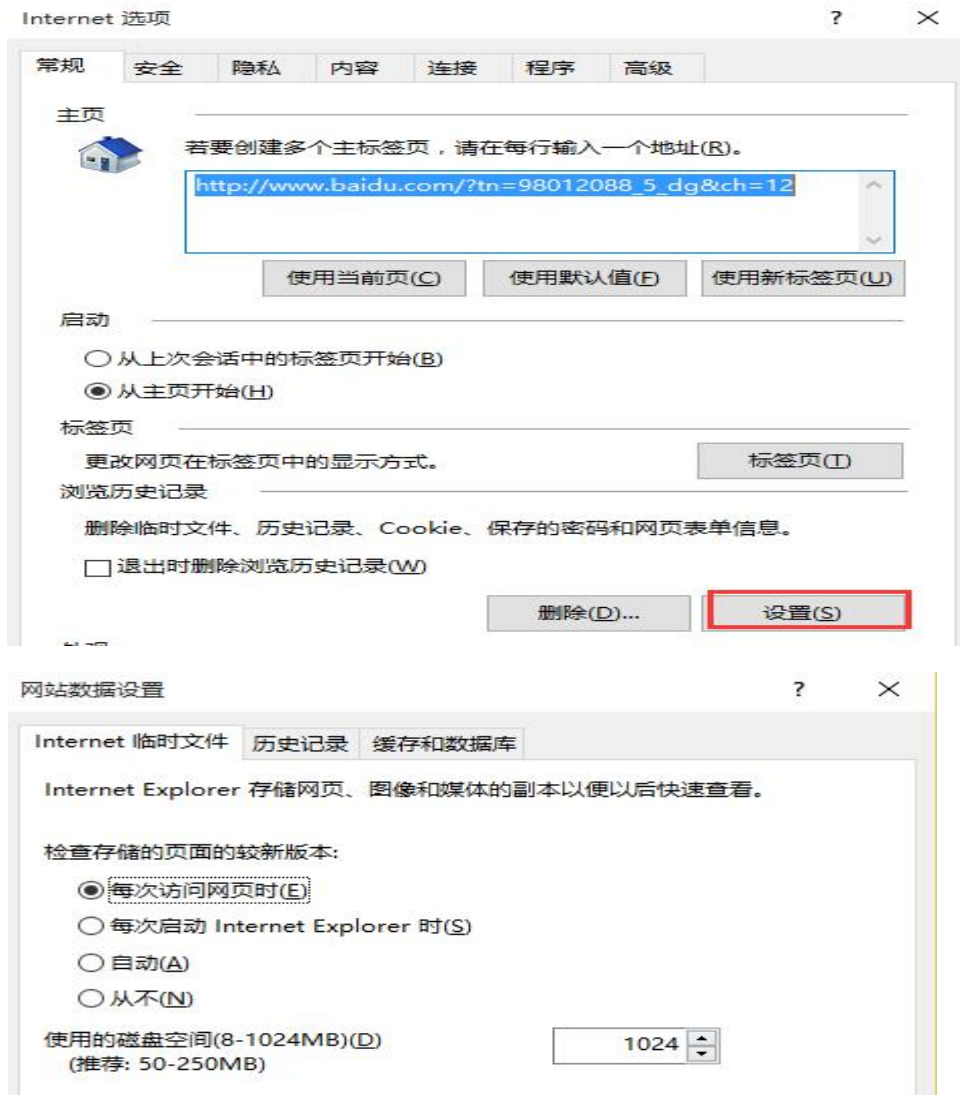 Internet 选项
?
常规 安全 隐私 内容 连接 程序 高级
主页
若要创建多个主标签页，请在每行输入一个地址(R)。
http://www.baidu.com/?tn=98012088_5_dg&ch=12
使用当前页(C) 使用默认值(F) 使用新标签页(U)
启动
从上次会话中的标签页开始(B)
从主页开始(H)
标签页
更改网页在标签页中的显示方式。 标签页(T)
浏览历史记录
删除临时文件、历史记录、Cookie、保存的密码和网页表单信息。
退出时删除浏览历史记录(W)
删除(D)... 设置(S)
网站数据设置
?
Internet 临时文件 历史记录 缓存和数据库
Internet Explorer 存储网页、图像和媒体的副本以便以后快速查看。
检查存储的页面的较新版本:
每次访问网页时(E)
每次启动 Internet Explorer 时(S)
自动(A)
从不(N)
使用的磁盘空间(8-1024MB)(D) 1024
(推荐: 50-250MB)